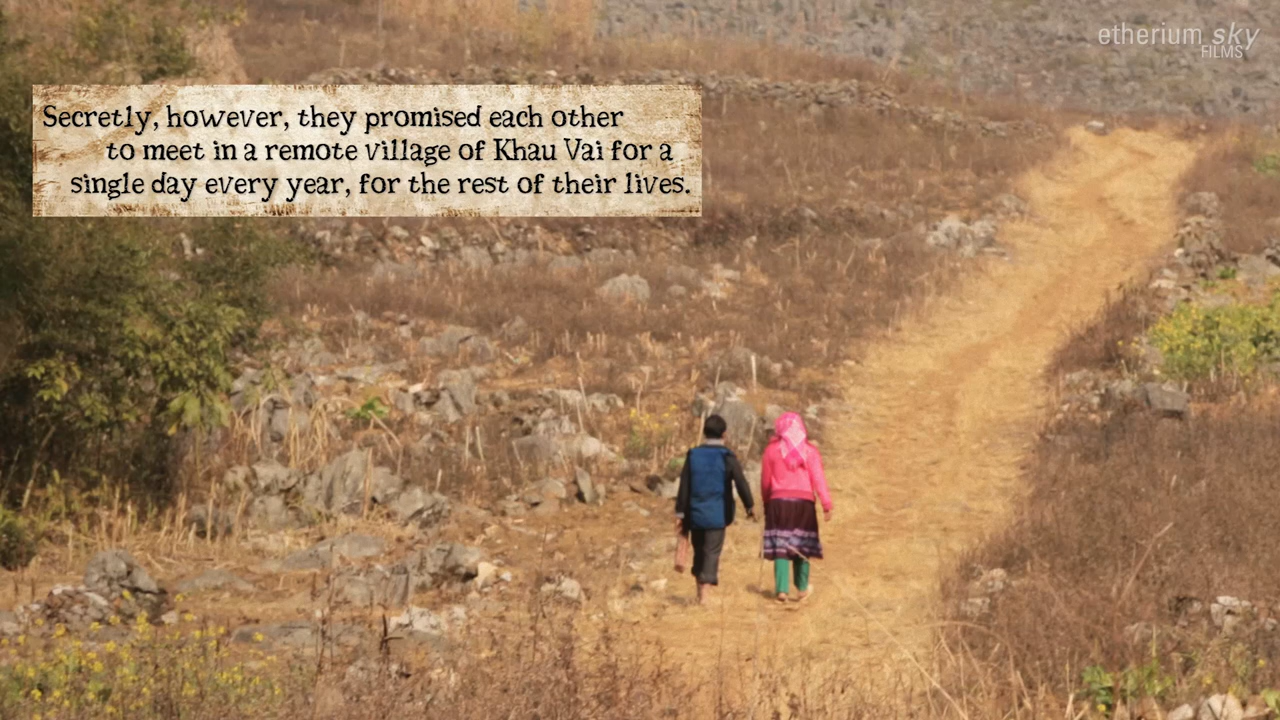 etherium sky
FILMS
Secretly, however, they promised each other
to meet in a remote village of Khau Vai for a
single day every year, for the rest of their lives.